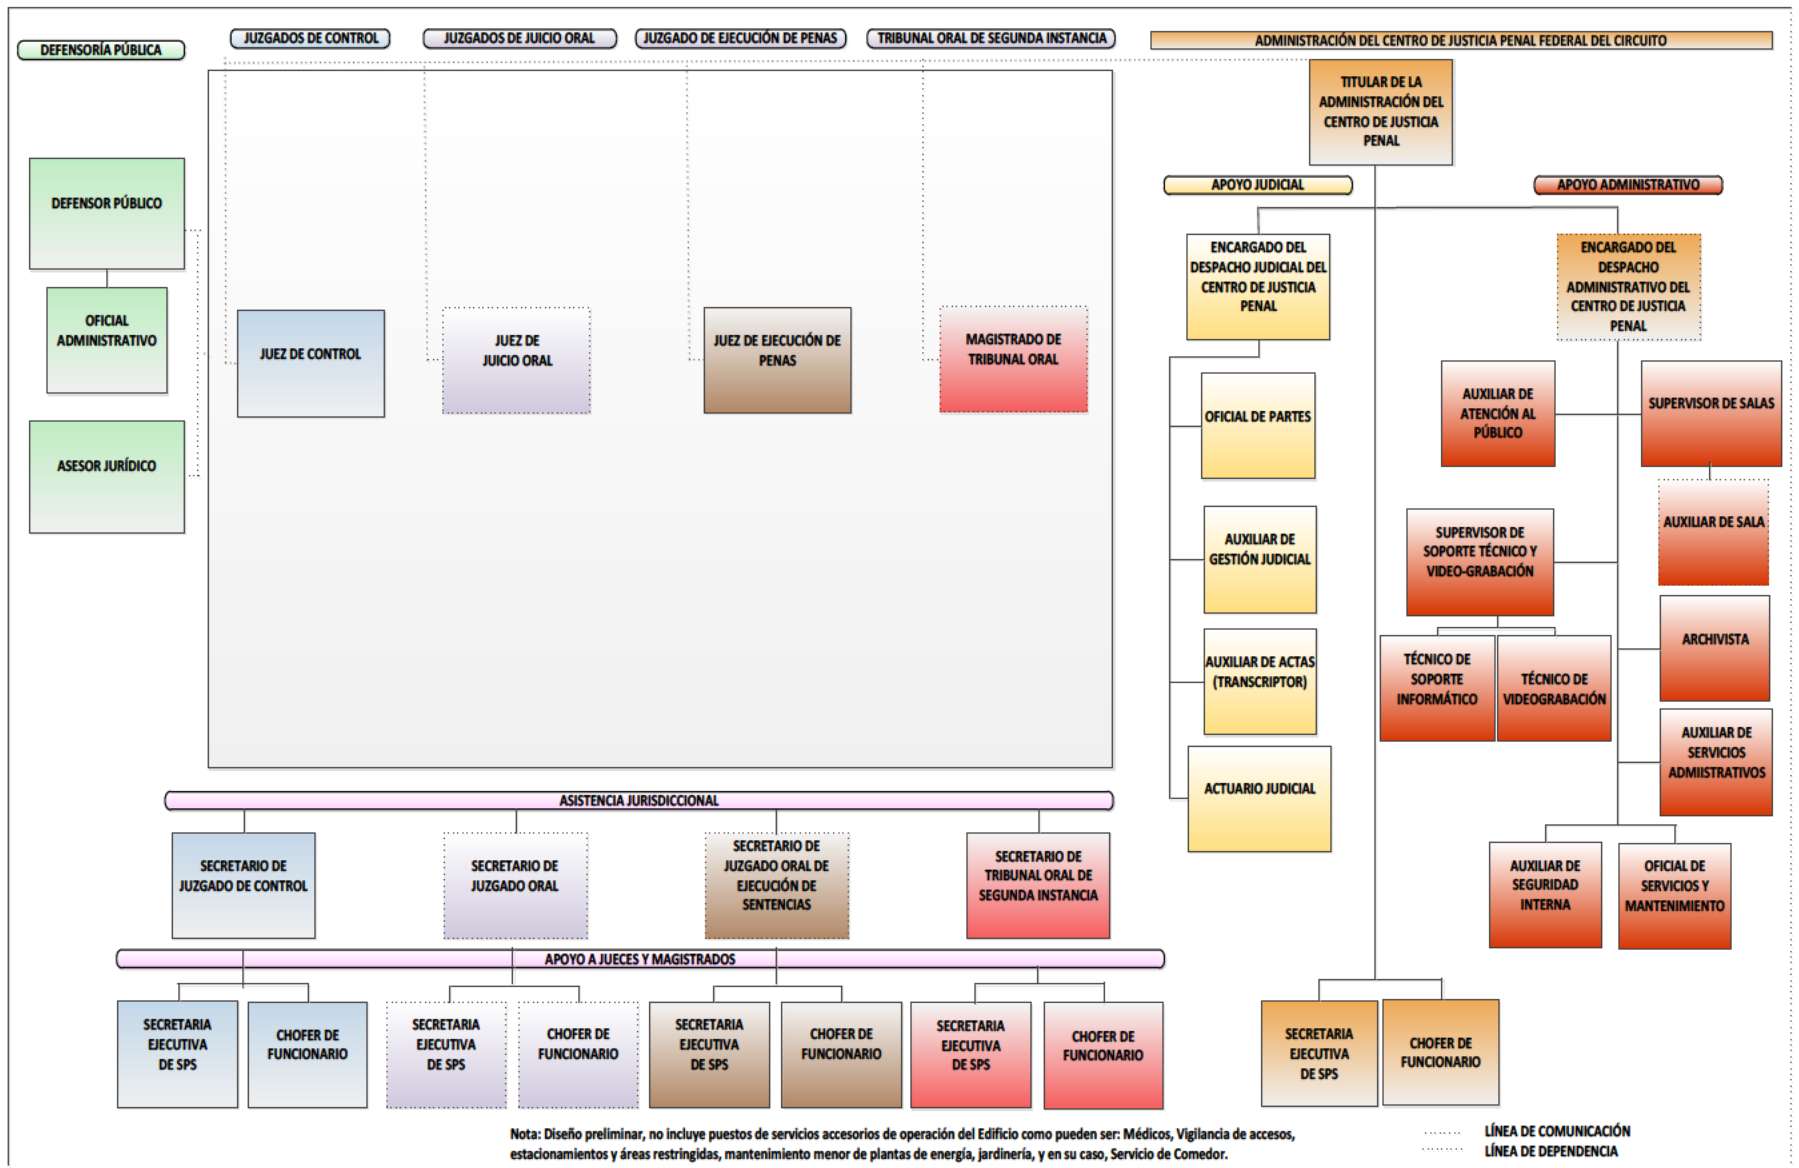 DEFENSORÍA PÚBLICA
JUZGADOS DE CONTROL
JUZGADOS DE JUICIO ORAL
JUZGADO DE EJECUCIÓN DE PENAS
TRIBUNAL ORAL DE SEGUNDA INSTANCIA
ADMINISTRACIÓN DEL CENTRO DE JUSTICIA PENAL FEDERAL DEL CIRCUITO
TITULAR DE LA
ADMINISTRACIÓN DEL
CENTRO DE JUSTICIA
PENAL
APOYO JUDICIAL
APOYO ADMINISTRATIVO
DEFENSOR PÚBLICO
OFICIAL
ADMINISTRATIVO
ASESOR JURÍDICO
JUEZ DE CONTROL
JUEZ DE
JUICIO ORAL
JUEZ DE EJECUCIÓN DE
PENAS
MAGISTRADO DE
TRIBUNAL ORAL
ENCARGADO DEL
DESPACHO JUDICIAL DEL
CENTRO DE JUSTICIA
PENAL
OFICIAL DE PARTES
AUXILIAR DE
GESTIÓN JUDICIAL
AUXILIAR DE ACTAS
(TRANSCRIPTOR)
ACTUARIO JUDICIAL
ENCARGADO DEL
DESPACHO
ADMINISTRATIVO DEL
CENTRO DE JUSTICIA
PENAL
AUXILIAR DE
ATENCIÓN AL
PÚBLICO
SUPERVISOR DE SALAS
AUXILIAR DE SALA
SUPERVISOR DE
SOPORTE TÉCNICO Y
VIDEO-GRABACIÓN
TÉCNICO DE
SOPORTE
INFORMÁTICO
TÉCNICO DE
VIDEOGRABACIÓN
ARCHIVISTA
AUXILIAR DE
SERVICIOS
ADMIISTRATIVOS
AUXILIAR DE
SEGURIDAD
INTERNA
OFICIAL DE
SERVICIOS Y
MANTENIMIENTO
ASISTENCIA JURISDICCIONAL
SECRETARIO DE
JUZGADO DE CONTROL
SECRETARIO DE
JUZGADO ORAL
SECRETARIO DE
JUZGADO ORAL DE
EJECUCIÓN DE
SENTENCIAS
SECRETARIO DE
TRIBUNAL ORAL DE
SEGUNDA INSTANCIA
APOYO A JUECES Y MAGISTRADOS
SECRETARIA
EJECUTIVA
DE SPS
CHOFER DE
FUNCIONARIO
SECRETARIA
EJECUTIVA
DE SPS
CHOFER DE
FUNCIONARIO
SECRETARIA
EJECUTIVA
DE SPS
CHOFER DE
FUNCIONARIO
SECRETARIA
EJECUTIVA
DE SPS
CHOFER DE
FUNCIONARIO
SECRETARIA
EJECUTIVA
DE SPS
CHOFER DE
FUNCIONARIO
Nota: Diseño preliminar, no incluye puestos de servicios accesorios de operación del Edificio como pueden ser: Médicos, Vigilancia de accesos,
estacionamientos y áreas restringidas, mantenimiento menor de plantas de energía, jardinería, y en su caso, Servicio de Comedor.
LÍNEA DE COMUNICACIÓN
LÍNEA DE DEPENDENCIA